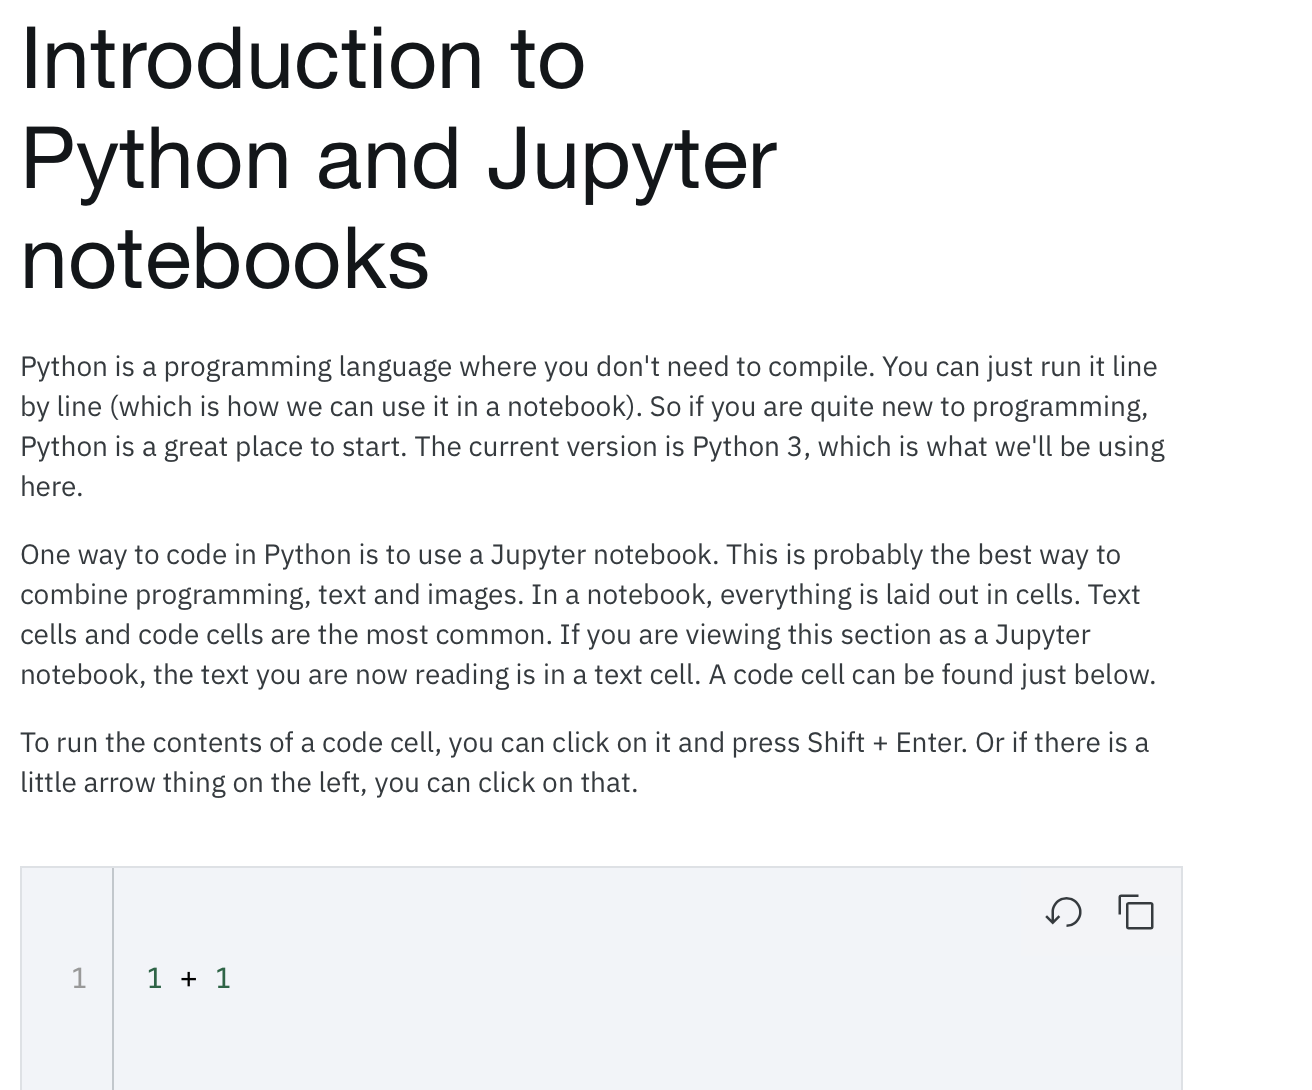 Introduction to
Python and Jupyter
notebooks
Python is a programming language where you don't need to compile. You can just run it line
by line (which is how we can use it in a notebook). So if you are quite new to programming,
Python is a great place to start. The current version is Python 3, which is what we'll be using
here.
One way to code in Python is to use a Jupyter notebook. This is probably the best way to
combine programming, text and images. In a notebook, everything is laid out in cells. Text
cells and code cells are the most common. If you are viewing this section as a Jupyter
notebook, the text you are now reading is in a text cell. A code cell can be found just below.
To run the contents of a code cell, you can click on it and press Shift + Enter. Or if there is a
little arrow thing on the left, you can click on that.
1 1 + 1